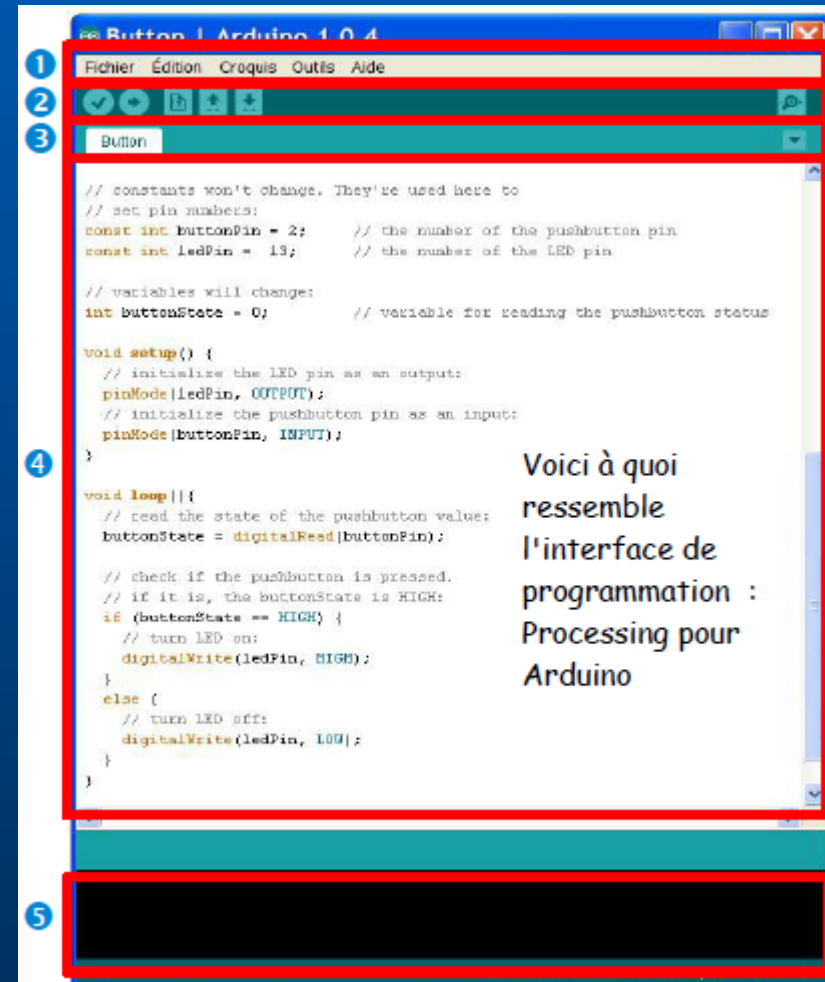 Button | Arduino 1.0.4
1
Fichier Édition Croquis Outils Aide
2
3
Button
// constants won't change. They're used here to
// set pin numbers:
const int buttonPin = 2; // the number of the pushbutton pin
const int ledPin = 13; // the number of the LED pin
// variables will change:
int buttonState = 0; // variable for reading the pushbutton status
void setup() {
// initialize the LED pin as an output:
pinMode(ledPin, OUTPUT);
// initialize the pushbutton pin as an input:
pinMode(buttonPin, INPUT);
}
4
void loop(){
// read the state of the pushbutton value:
buttonState = digitalRead(buttonPin);
// check if the pushbutton is pressed.
// if it is, the buttonState is HIGH:
if (buttonState == HIGH) {
// turn LED on:
digitalWrite(ledPin, HIGH);
}
else {
// turn LED off:
digitalWrite(ledPin, LOW);
}
}
Voici à quoi
ressemble
l'interface de
programmation :
Processing pour
Arduino
5